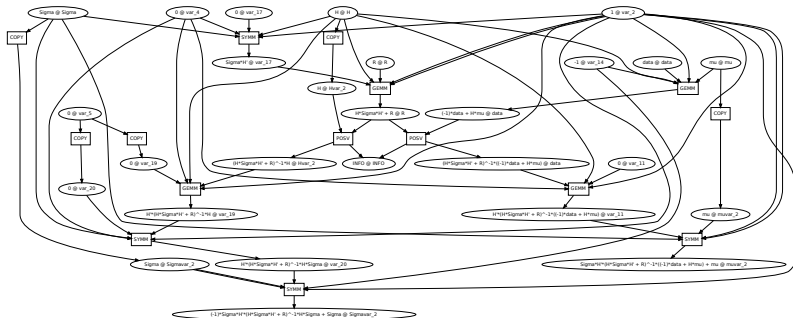 Sigma @ Sigma
0 @ var_4
0 @ var_17
H @ H
1 @ var_2
COPY
SYMM
COPY
Sigma*H' @ var_17
R @ R
-1 @ var_14
data @ data
mu @ mu
H @ Hvar_2
GEMM
GEMM
0 @ var_5
H*Sigma*H' + R @ R
(-1)*data + H*mu @ data
COPY
COPY
COPY
POSV
POSV
0 @ var_19
(H*Sigma*H' + R)^-1*H @ Hvar_2
INFO @ INFO
(H*Sigma*H' + R)^-1*((-1)*data + H*mu) @ data
0 @ var_11
0 @ var_20
GEMM
GEMM
H'*(H*Sigma*H' + R)^-1*H @ var_19
H'*(H*Sigma*H' + R)^-1*((-1)*data + H*mu) @ var_11
mu @ muvar_2
SYMM
SYMM
Sigma @ Sigmavar_2
H'*(H*Sigma*H' + R)^-1*H*Sigma @ var_20
Sigma*H'*(H*Sigma*H' + R)^-1*((-1)*data + H*mu) + mu @ muvar_2
SYMM
(-1)*Sigma*H'*(H*Sigma*H' + R)^-1*H*Sigma + Sigma @ Sigmavar_2